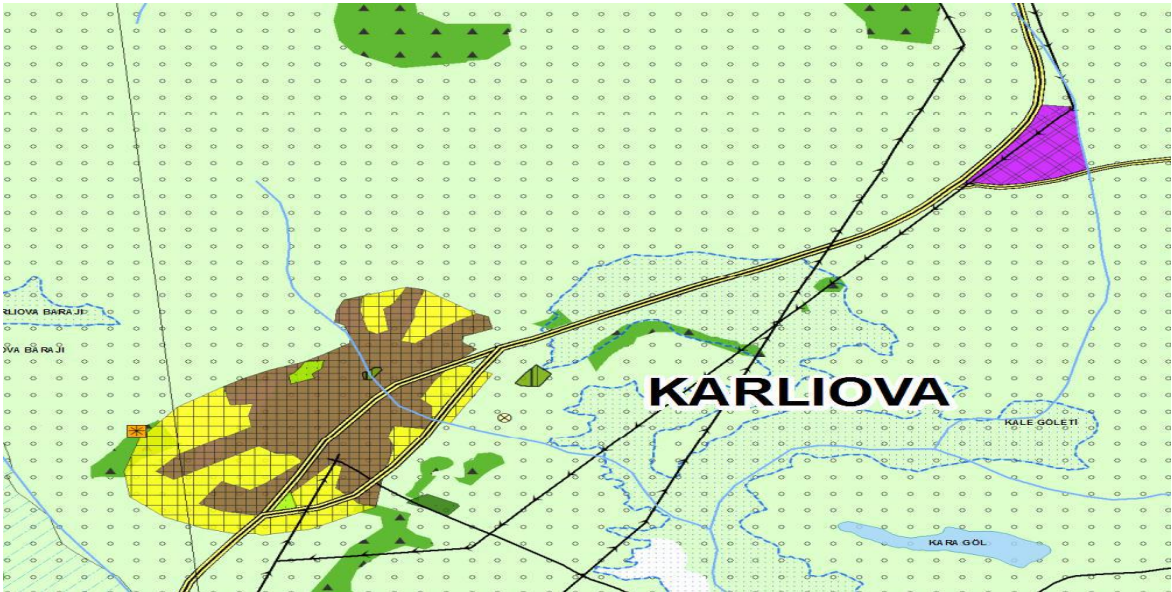 RLIOVA BARAJI
OVA BARAJI
KARLIOVA
KALE GÖLETİ
KARA GÖL